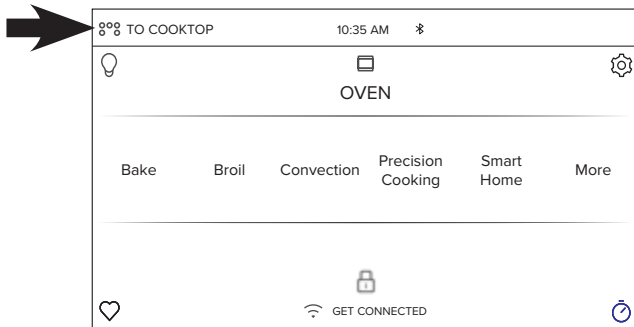 TO COOKTOP 10:35 AM
OVEN
Bake Broil Convection Precision Cooking Smart Home More
GET CONNECTED